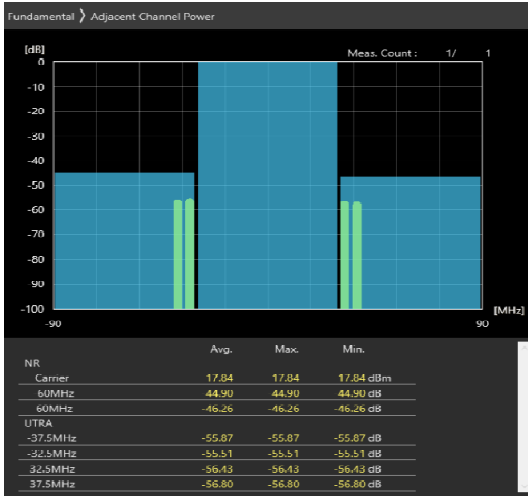 Fundamental ❯ Adjacent Channel Power
[dB] Meas. Count : 1/ 1
0
-10
-20
-30
-40
-50
-60
-70
-80
90
-100 [MHz]
-90 90
Avg. Max. Min.
NR
Carrier 17.84 17.84 17.84 dBm
60MHz 44.90 44.90 44.90 dB
60MHz -46.26 -46.26 -46.26 dB
UTRA
-37.5MHz -55.87 -55.87 -55.87 dB
-32.5MHz -55.51 -55.51 -55.51 dB
32.5MHz -56.43 -56.43 -56.43 dB
37.5MHz -56.80 -56.80 -56.80 dB